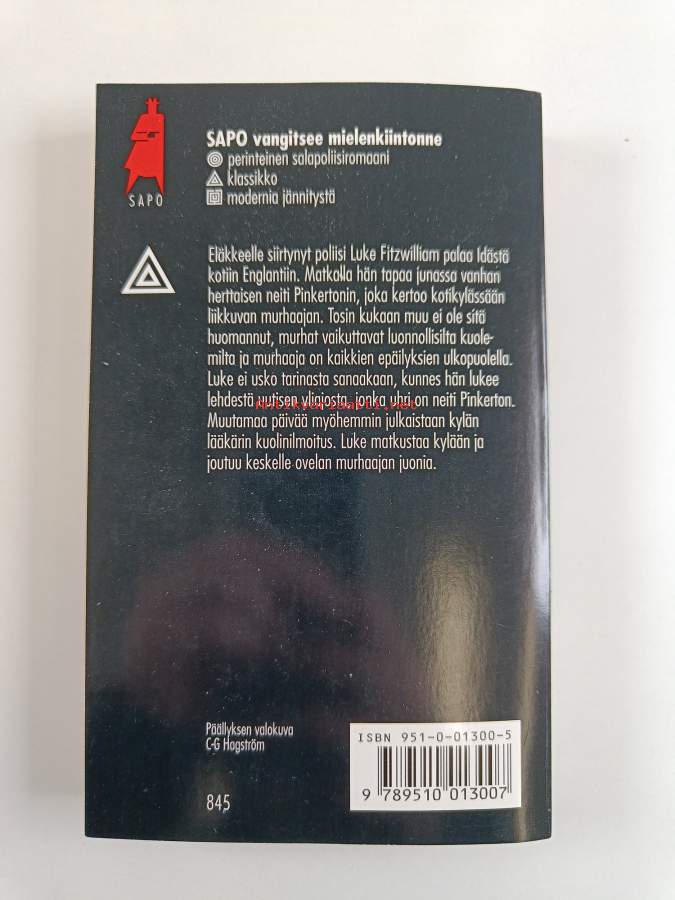 SAPO vangitsee mielenkiintonne
perinteinen salapoliisiromaani
klassikko
modernia jännitystä
SAPO
Eläkkeelle siirtynyt poliisi Luke Fitzwilliam palaa Idästä
kotiin Englantiin. Matkalla hän tapaa junassa vanhan
herttaisen neiti Pinkertonin, joka kertoo kotikylässään
liikkuvan murhaajan. Tosin kukaan muu ei ole sitä
huomannut, murhat vaikuttavat luonnollisilta kuole-
milta ja murhaaja on kaikkien epäilyksien ulkopuolella.
Luke ei usko tarinasta sanaakaan, kunnes hän lukee
lehdestä uutisen yliajosta, jonka uhri on neiti Pinkerton.
Antikvariaatti.net
Muutamaa päivää myöhemmin julkaistaan kylän
lääkärin kuolinilmoitus. Luke matkustaa kylään ja
joutuu keskelle ovelan murhaajan juonia.
Päällyksen valokuva
C-G Hagström
845
ISBN 951-0-01300-5
9 789510 013007